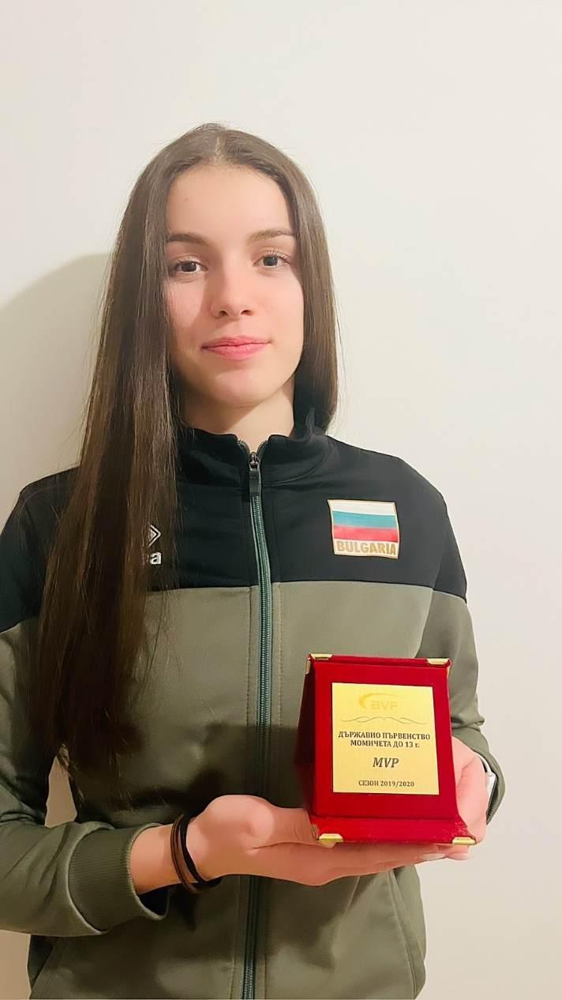 BULGARIA
BVF
ДЪРЖАВНО ПЪРВЕНСТВО
МОМИЧЕТА ДО 13 г.
MVP
СЕЗОН 2019/2020